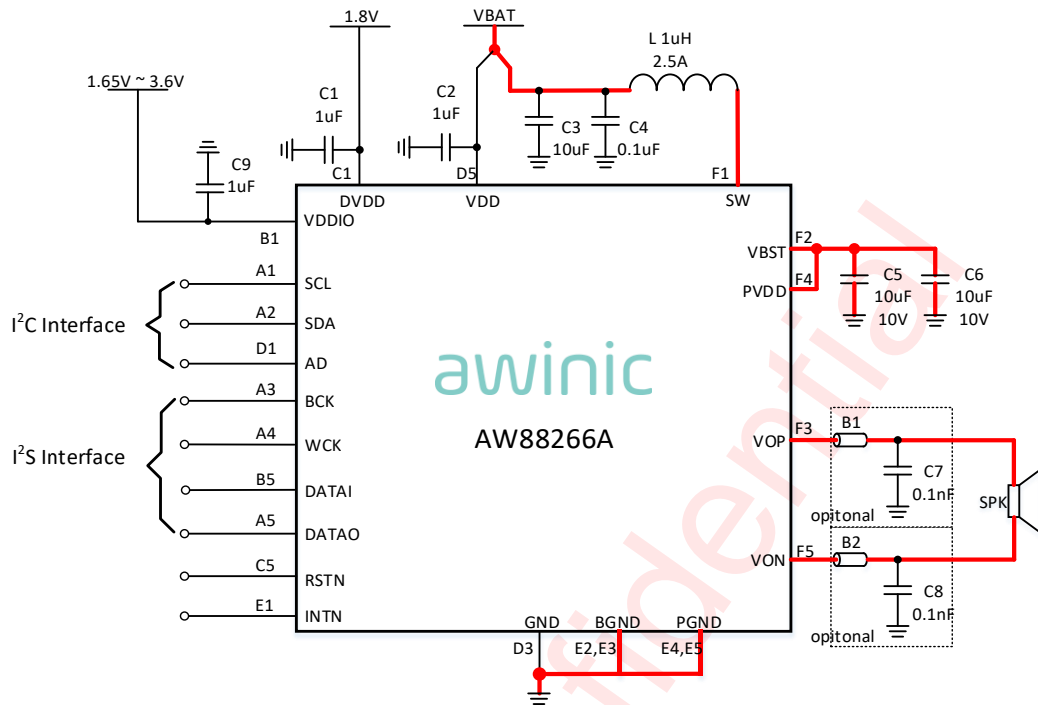 1.8V
VBAT
L 1uH
2.5A
1.65V ~ 3.6V
C1
1uF
C2
1uF
C3
10uF
C4
0.1uF
C9
1uF
C1
D5
F1
DVDD
VDD
SW
VDDIO
B1
F2
VBST
F4
PVDD
C5
10uF
10V
C6
10uF
10V
A1
SCL
I²C Interface
A2
SDA
D1
AD
A3
BCK
A4
WCK
I²S Interface
B5
DATAI
A5
DATAO
C5
RSTN
E1
INTN
awinic
AW88266A
F3
VOP
B1
C7
0.1nF
opitonal
SPK
F5
VON
B2
C8
0.1nF
opitonal
GND
BGND
PGND
D3
E2,E3
E4,E5
fidential